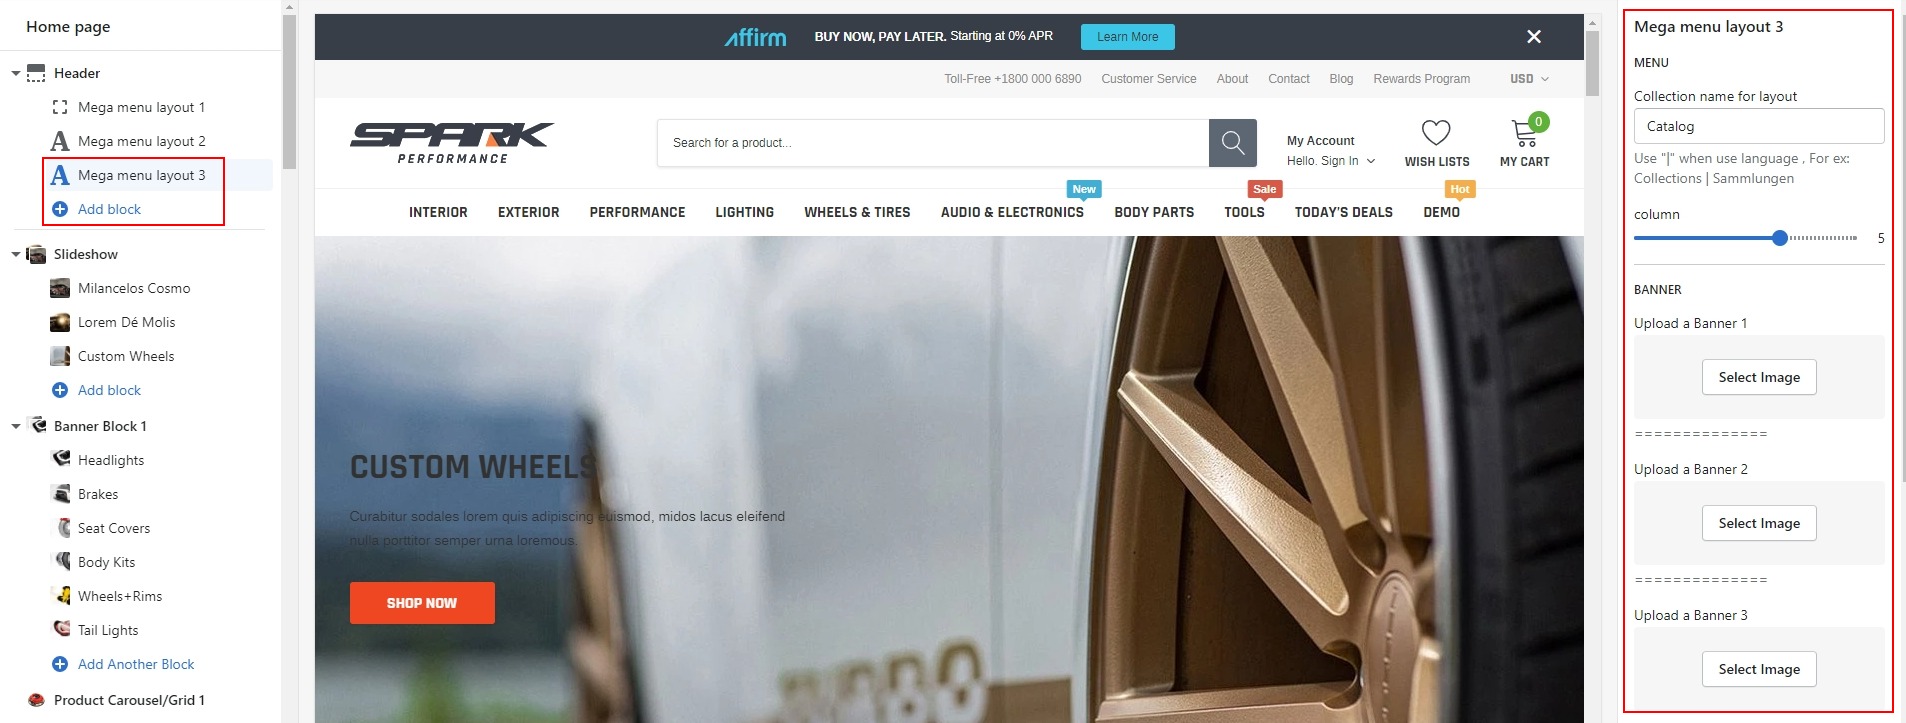 Home page
Header
Mega menu layout 1
Mega menu layout 2
Mega menu layout 3
Add block
Slideshow
Milancelos Cosmo
Lorem Dé Molis
Custom Wheels
Add block
Banner Block 1
Headlights
Brakes
Seat Covers
Body Kits
Wheels+Rims
Tail Lights
Add Another Block
Product Carousel/Grid 1
affirm BUY NOW, PAY LATER. Starting at 0% APR Learn More
Toll-Free +1800 000 6890 Customer Service About Contact Blog Rewards Program USD
SPARK
PERFORMANCE
Search for a product...
My Account
Hello. Sign In
WISH LISTS
0
MY CART
New Sale Hot
INTERIOR EXTERIOR PERFORMANCE LIGHTING WHEELS & TIRES AUDIO & ELECTRONICS BODY PARTS TOOLS TODAY'S DEALS DEMO
CUSTOM WHEELS
Curabitur sodales lorem quis adipiscing euismod, midos lacus eleifend
nulla porttitor semper urna loremous.
SHOP NOW
Mega menu layout 3
MENU
Collection name for layout
Catalog
Use "|" when use language , For ex:
Collections | Sammlungen
column
5
BANNER
Upload a Banner 1
Select Image
==============
Upload a Banner 2
Select Image
==============
Upload a Banner 3
Select Image